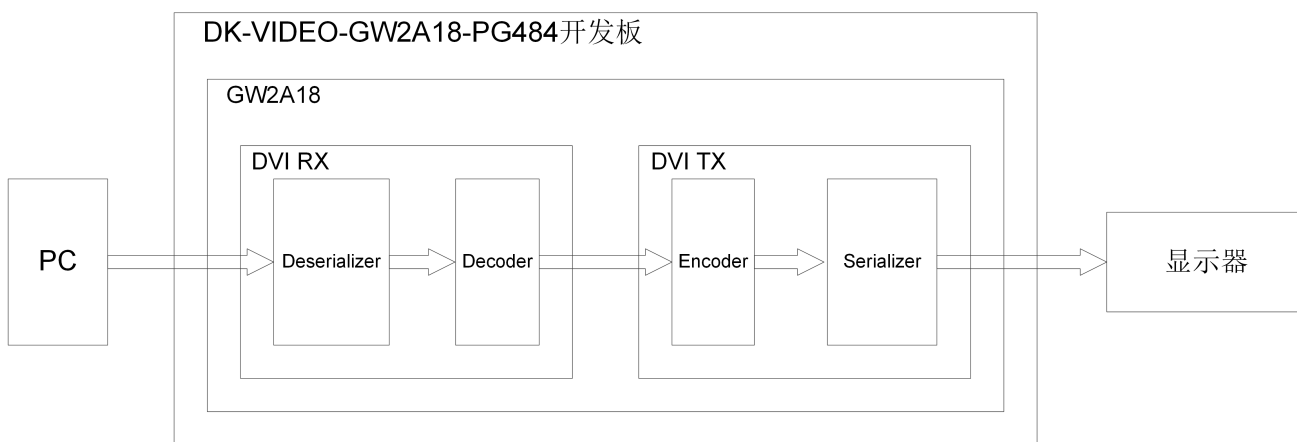 DK-VIDEO-GW2A18-PG484开发板
GW2A18
DVI RX
DVI TX
PC
Deserializer
Decoder
Encoder
Serializer
显示器